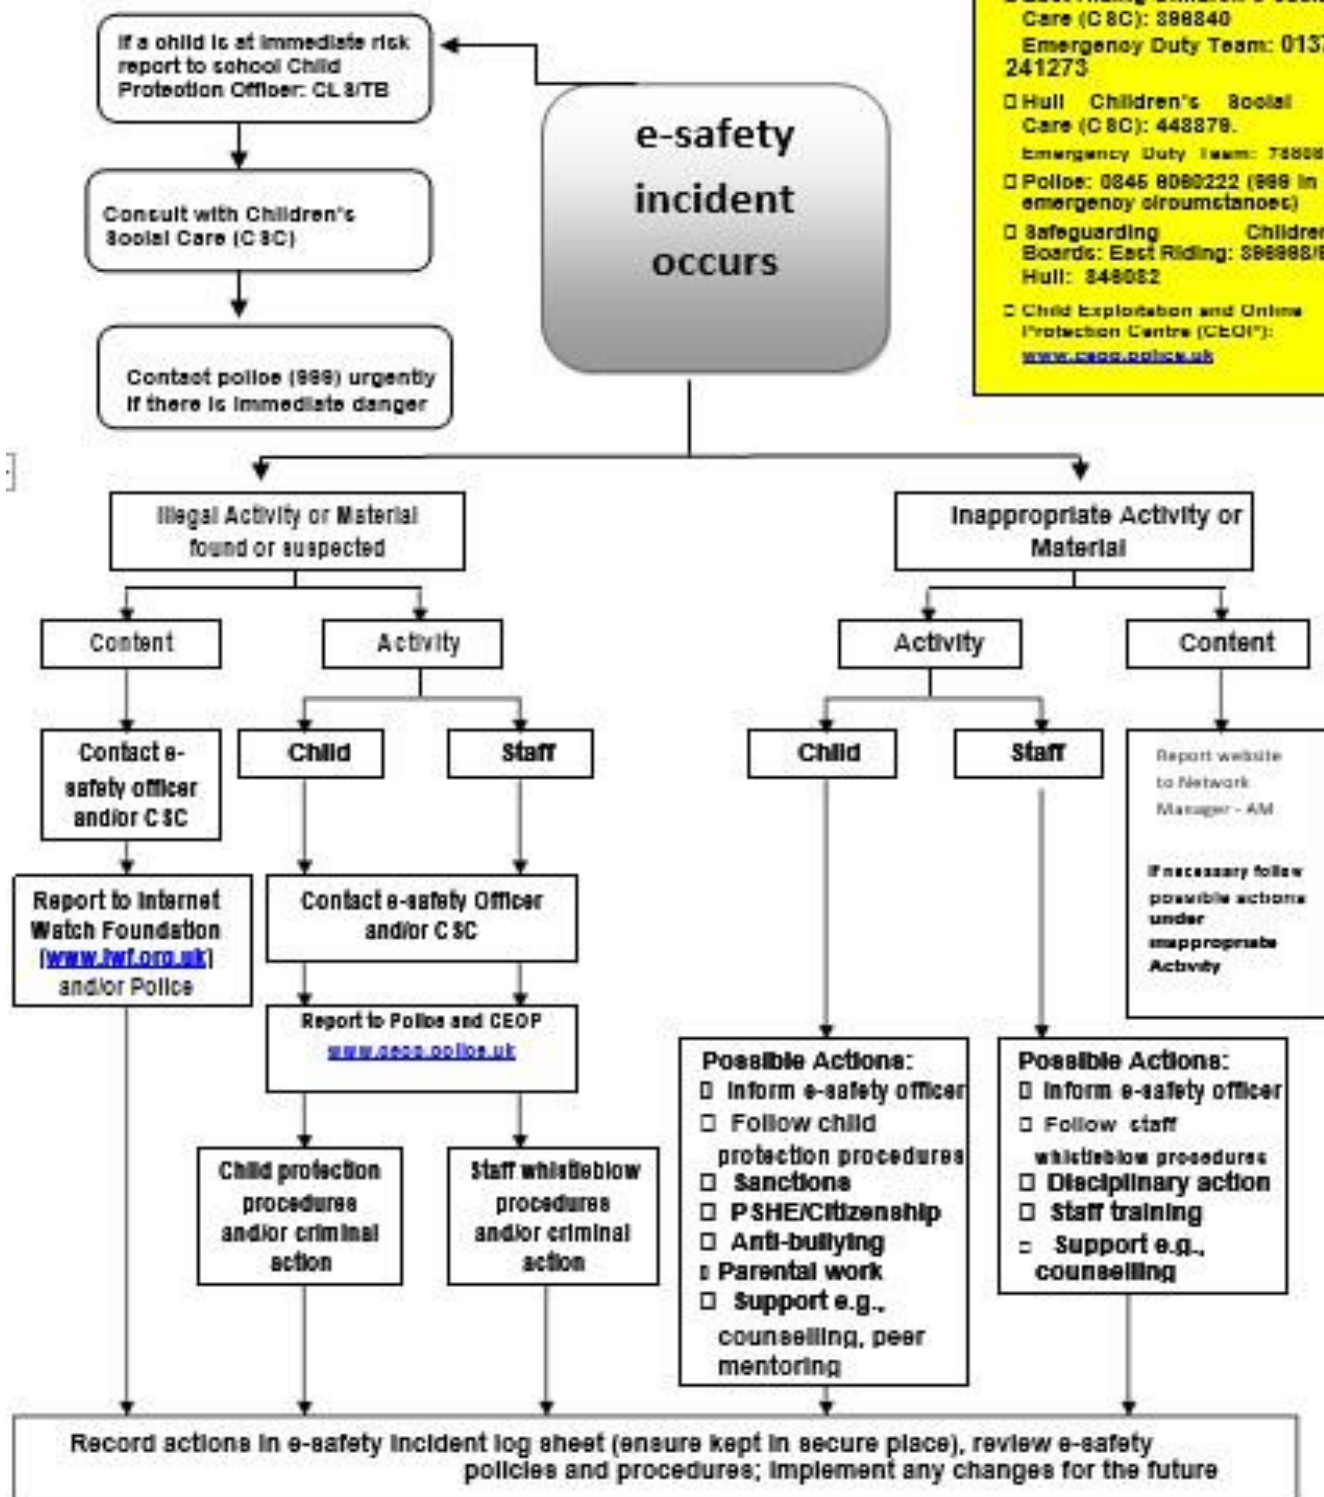 If a child is at immediate risk
report to school Child
Protection Officer: CLS/TB
Consult with Children's
Social Care (CSC)
Contact police (999) urgently
if there is immediate danger
e-safety
incident
occurs
Care (CSC):
Emergency Duty Team:
241273
Hull Children's Social
Care (CSC):
Emergency Duty Team:
Police: 0845 6060222 (999 in
emergency circumstances)
Safeguarding
Boards: East Riding:
Hull:
Child Exploitation and Online
Protection Centre (CEOP):
www.ceop.police.uk
Illegal Activity or Material
found or suspected
Inappropriate Activity or
Material
Content
Activity
Activity
Content
Contact e-
safety officer
and/or CSC
Child
Staff
Child
Staff
Report website
to Network
Manager - AM
If necessary follow
possible actions
under
inappropriate
Activity
Report to Internet
Watch Foundation
(www.iwf.org.uk)
and/or Police
Contact e-safety Officer
and/or CSC
Report to Police and CEOP
www.ceop.police.uk
Child protection
procedures
and/or criminal
action
Staff whistleblow
procedures
and/or criminal
action
Possible Actions:
Inform e-safety officer
Follow child
protection procedures
Sanctions
PSHE/Citizenship
Anti-bullying
Parental work
Support e.g.,
counselling, peer
mentoring
Possible Actions:
Inform e-safety officer
Follow staff
whistleblow procedures
Disciplinary action
Staff training
Support e.g.,
counselling
Record actions in e-safety incident log sheet (ensure kept in secure place), review e-safety
policies and procedures; implement any changes for the future